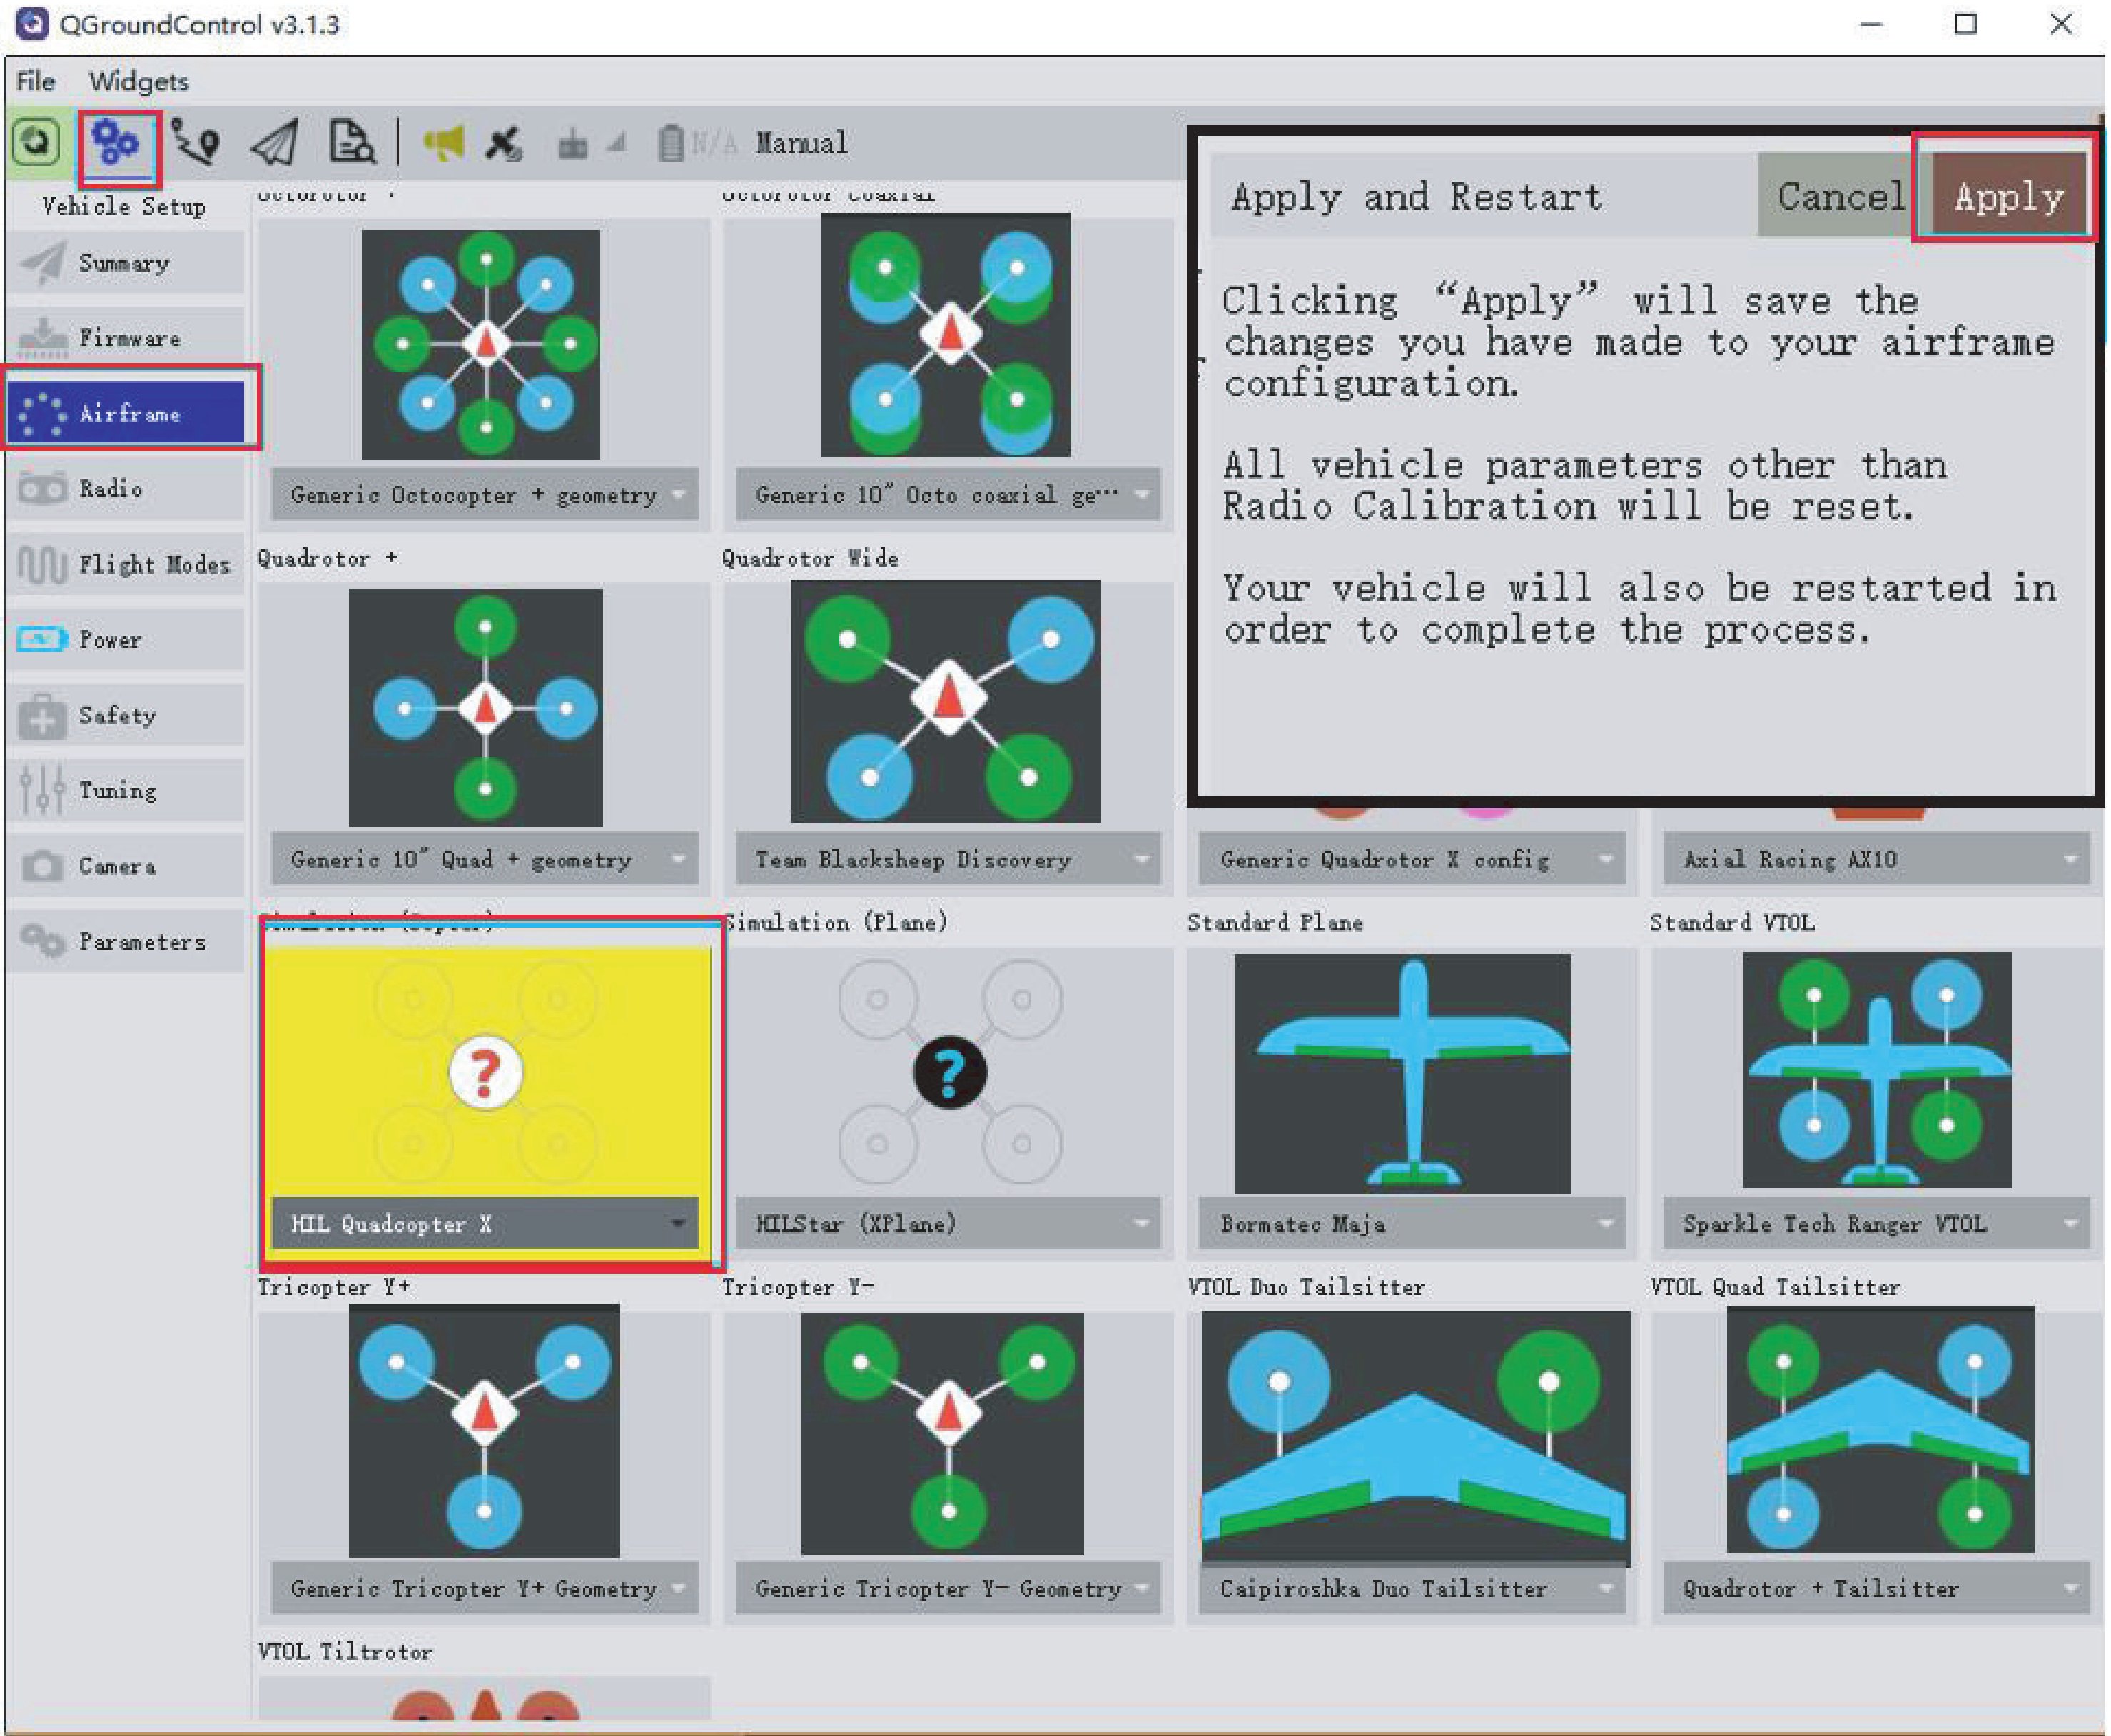 QGroundControl v3.1.3
File Widgets
N/A Manual
Vehicle Setup
Summary
Firmware
Airframe
Radio
Flight Modes
Power
Safety
Tuning
Camera
Parameters
Octorotor +
Octorotor Coaxial
Generic Octocopter + geometry
Generic 10″ Octo coaxial ge…
Apply and Restart
Cancel
Apply
Clicking “Apply” will save the
changes you have made to your airframe
configuration.
All vehicle parameters other than
Radio Calibration will be reset.
Your vehicle will also be restarted in
order to complete the process.
Quadrotor +
Quadrotor Wide
Generic 10″ Quad + geometry
Team Blacksheep Discovery
Generic Quadrotor X config
Axial Racing AX10
Simulation (Copter)
Simulation (Plane)
Standard Plane
Standard VTOL
?
?
HIL Quadcopter X
HILStar (XPlane)
Bormatec Maja
Sparkle Tech Ranger VTOL
Tricopter Y+
Tricopter Y-
VTOL Duo Tailsitter
VTOL Quad Tailsitter
Generic Tricopter Y+ Geometry
Generic Tricopter Y- Geometry
Caipiroshka Duo Tailsitter
Quadrotor + Tailsitter
VTOL Tiltrotor